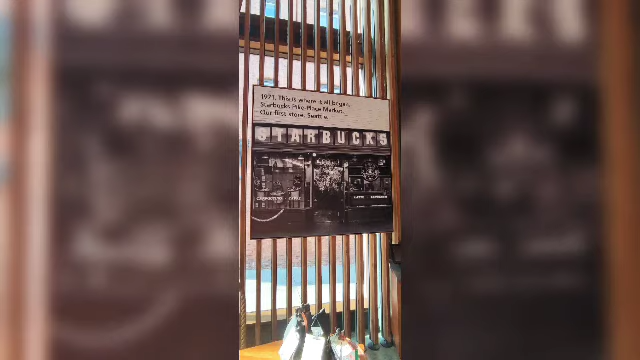 1971. This is where it all began.
Starbucks Pike Place Market.
Our first store. Seattle.
STARBUCKS